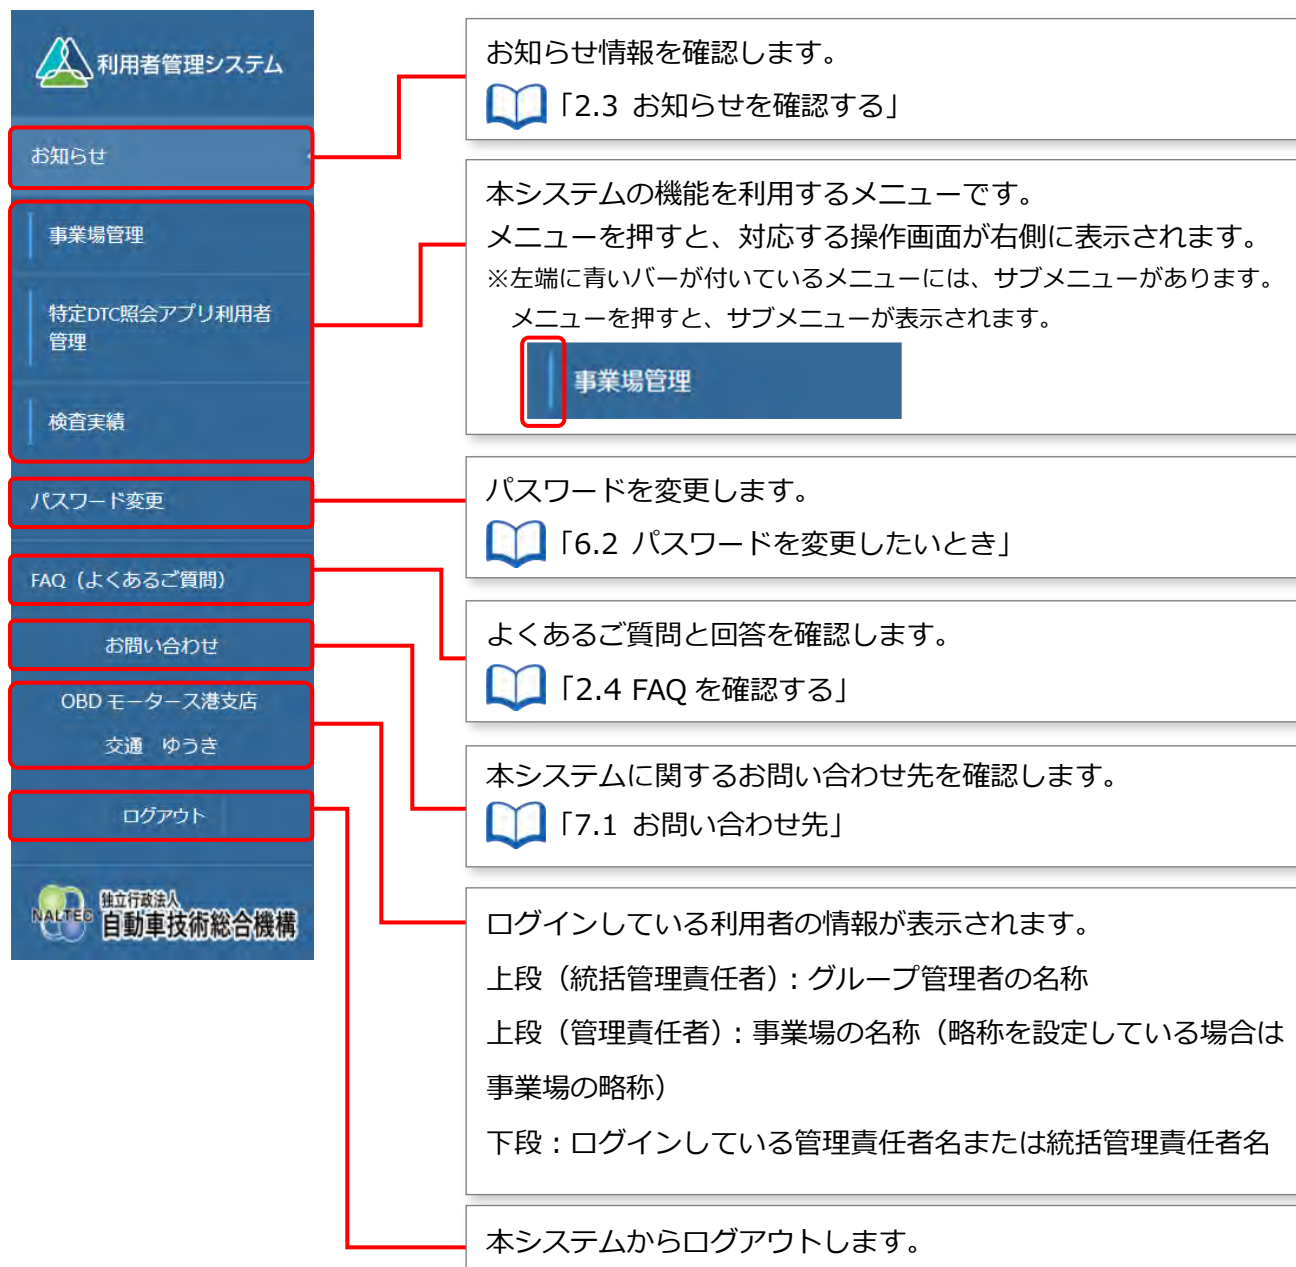 利用者管理システム
お知らせ
事業場管理
特定DTC照会アプリ利用者
管理
検査実績
パスワード変更
FAQ（よくあるご質問）
お問い合わせ
OBD モータース港支店
交通　ゆうき
ログアウト
NALTEC
独立行政法人
自動車技術総合機構
お知らせ情報を確認します。
「2.3 お知らせを確認する」
本システムの機能を利用するメニューです。
メニューを押すと、対応する操作画面が右側に表示されます。
※左端に青いバーが付いているメニューには、サブメニューがあります。
メニューを押すと、サブメニューが表示されます。
事業場管理
パスワードを変更します。
「6.2 パスワードを変更したいとき」
よくあるご質問と回答を確認します。
「2.4 FAQ を確認する」
本システムに関するお問い合わせ先を確認します。
「7.1 お問い合わせ先」
ログインしている利用者の情報が表示されます。
上段（統括管理責任者）：グループ管理者の名称
上段（管理責任者）：事業場の名称（略称を設定している場合は
事業場の略称）
下段：ログインしている管理責任者名または統括管理責任者名
本システムからログアウトします。